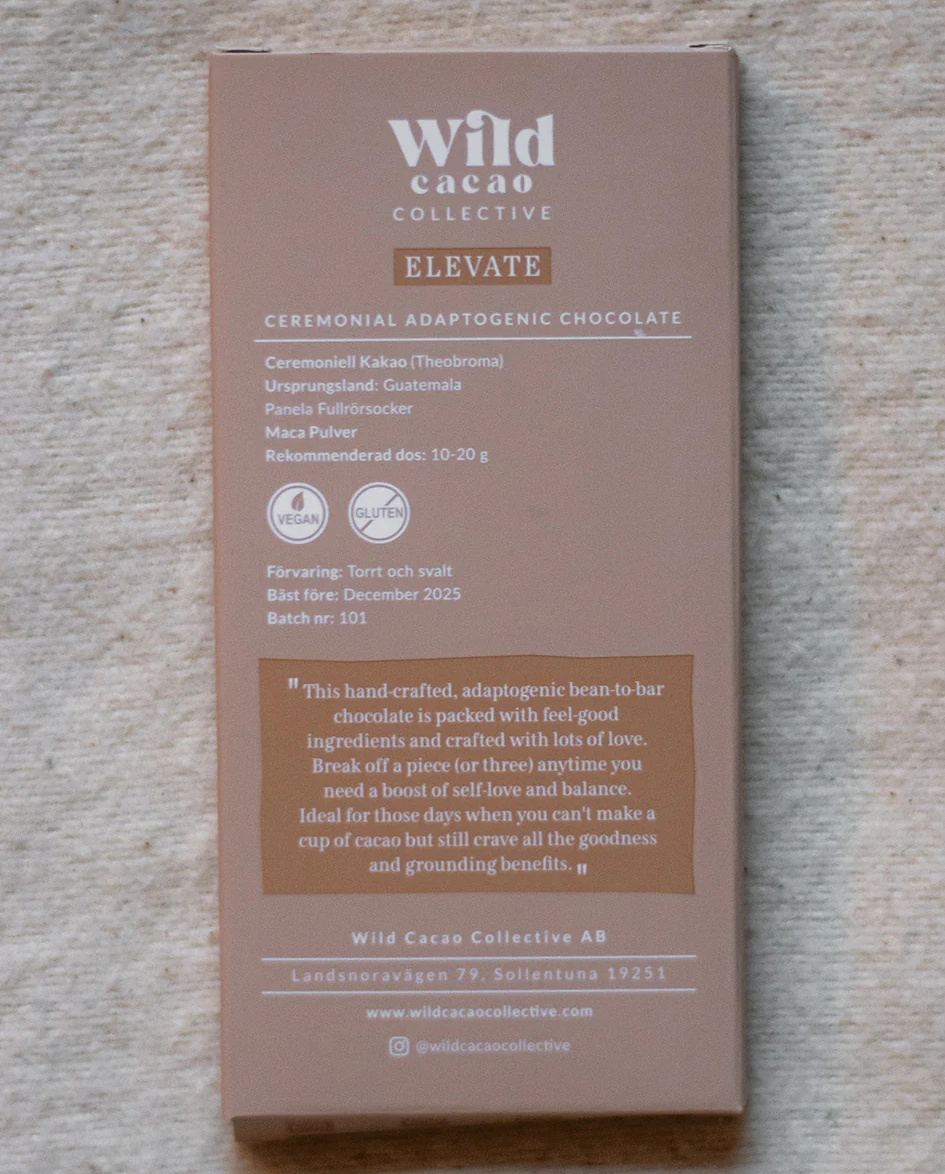 Wild
cacao
COLLECTIVE
ELEVATE
CEREMONIAL ADAPTOGENIC CHOCOLATE
Ceremoniell Kakao (Theobroma)
Ursprungsland: Guatemala
Panela Fullrörsocker
Maca Pulver
Rekommenderad dos: 10-20 g
VEGAN
GLUTEN
Förvaring: Torrt och svalt
Bäst före: December 2025
Batch nr: 101
"This hand-crafted, adaptogenic bean-to-bar
chocolate is packed with feel-good
ingredients and crafted with lots of love.
Break off a piece (or three) anytime you
need a boost of self-love and balance.
Ideal for those days when you can't make a
cup of cacao but still crave all the goodness
and grounding benefits."
Wild Cacao Collective AB
Landsnoravägen 79, Sollentuna 19251
www.wildcacaocollective.com
@wildcacaocollective